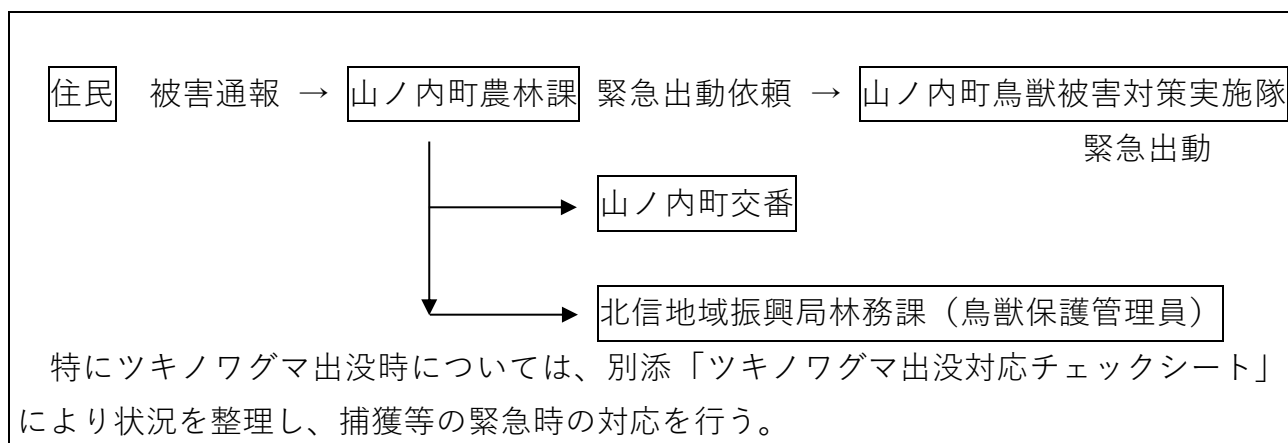 住民 被害通報 → 山ノ内町農林課 緊急出動依頼 → 山ノ内町鳥獣被害対策実施隊
緊急出動
山ノ内町交番
北信地域振興局林務課（鳥獣保護管理員）
特にツキノワグマ出没時については、別添「ツキノワグマ出没対応チェックシート」
により状況を整理し、捕獲等の緊急時の対応を行う。